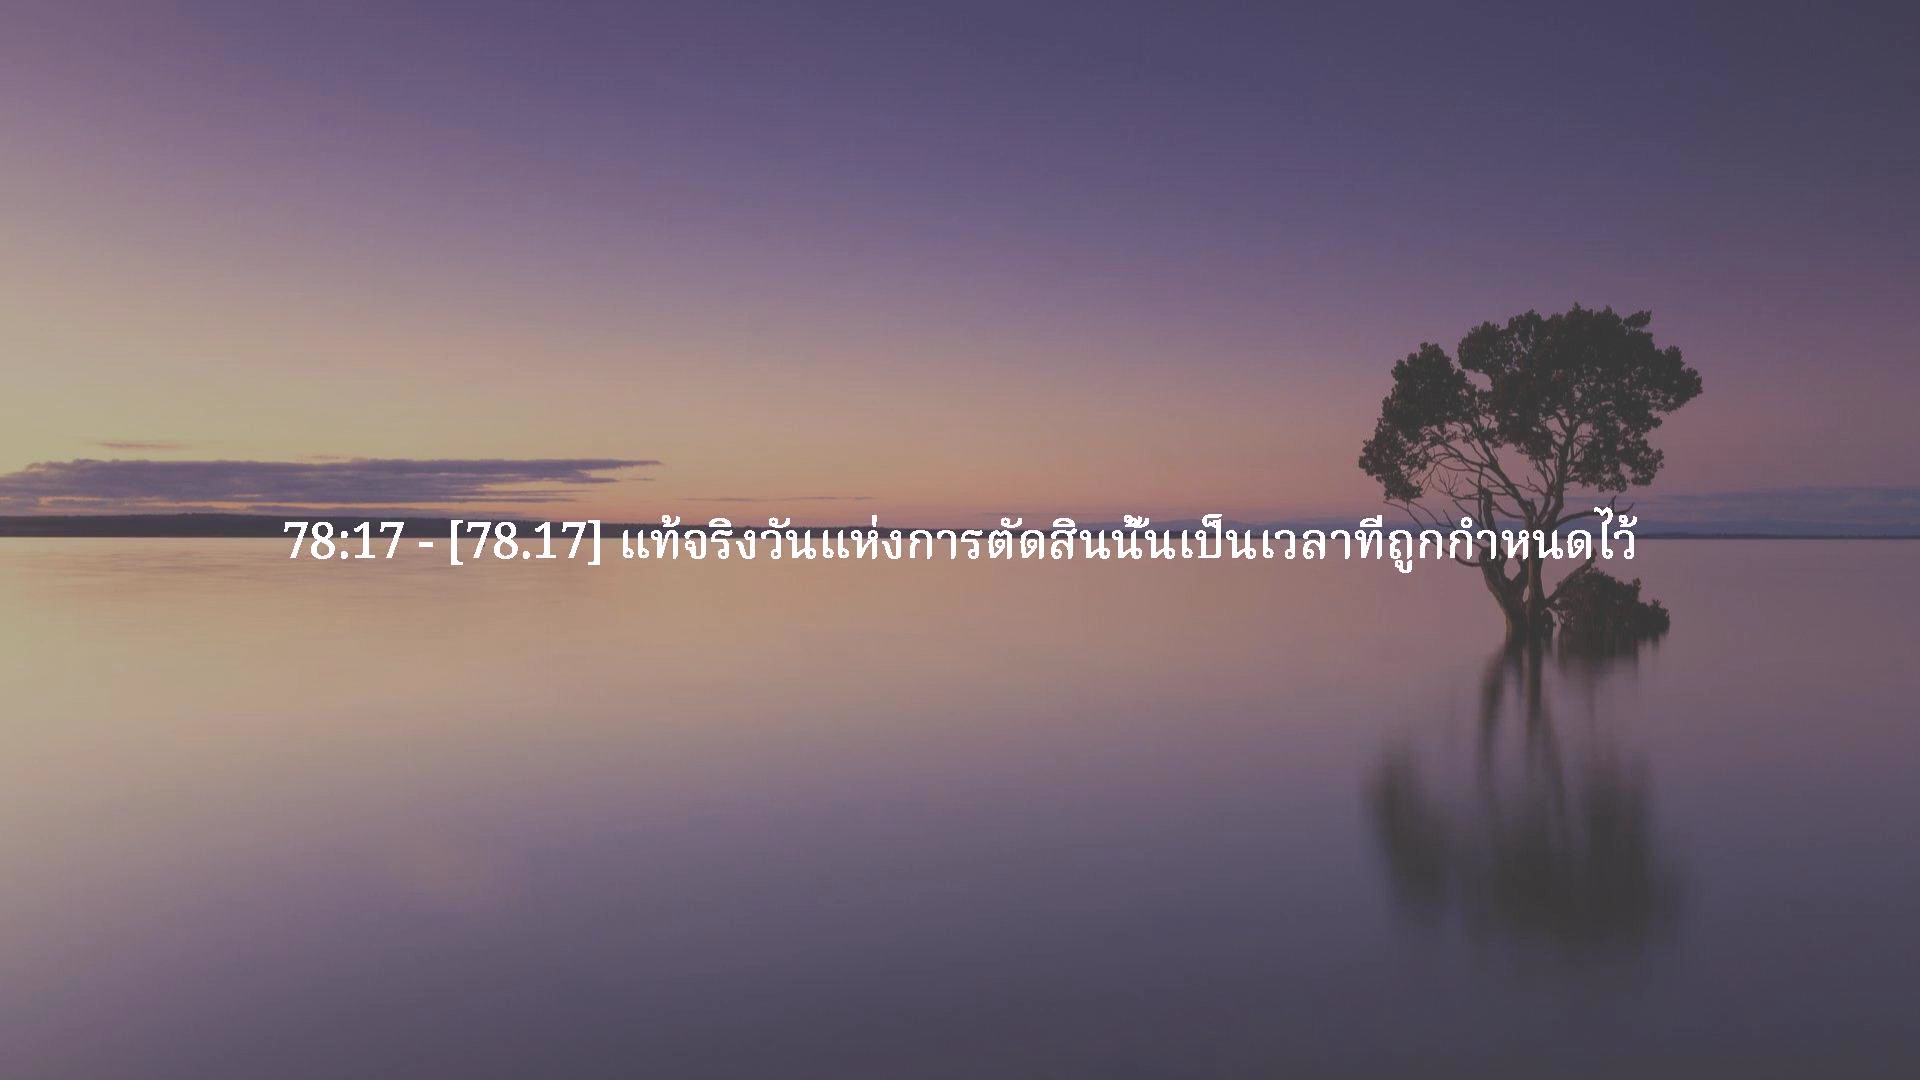 78:17 - [78.17] แท้จริงวันแห่งการตัดสินนั้นเป็นเวลาที่ถูกกำหนดไว้